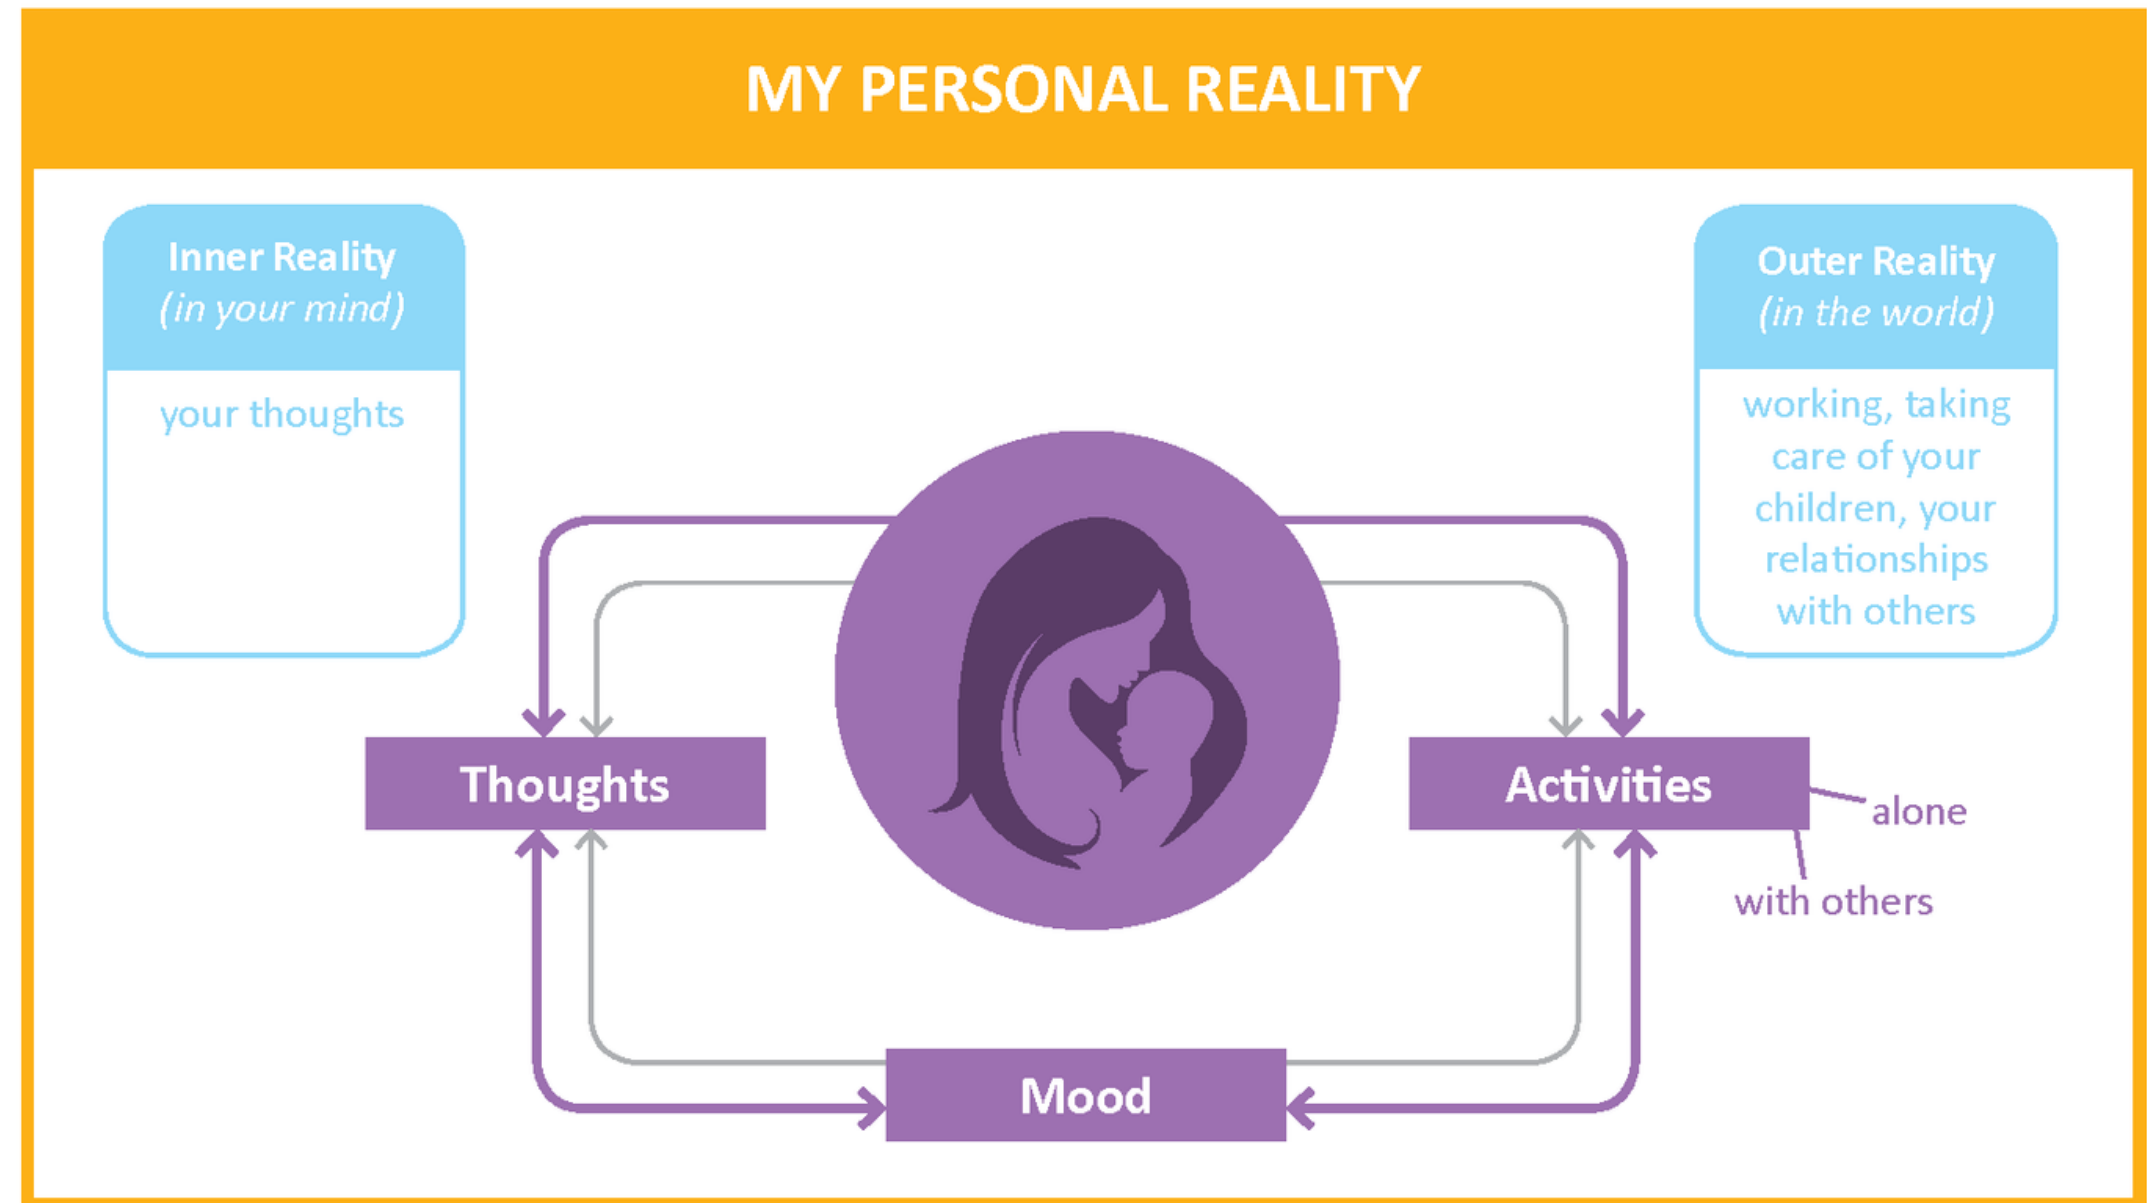 MY PERSONAL REALITY
Inner Reality
(in your mind)
your thoughts
Outer Reality
(in the world)
working, taking
care of your
children, your
relationships
with others
Thoughts
Activities
alone
with others
Mood